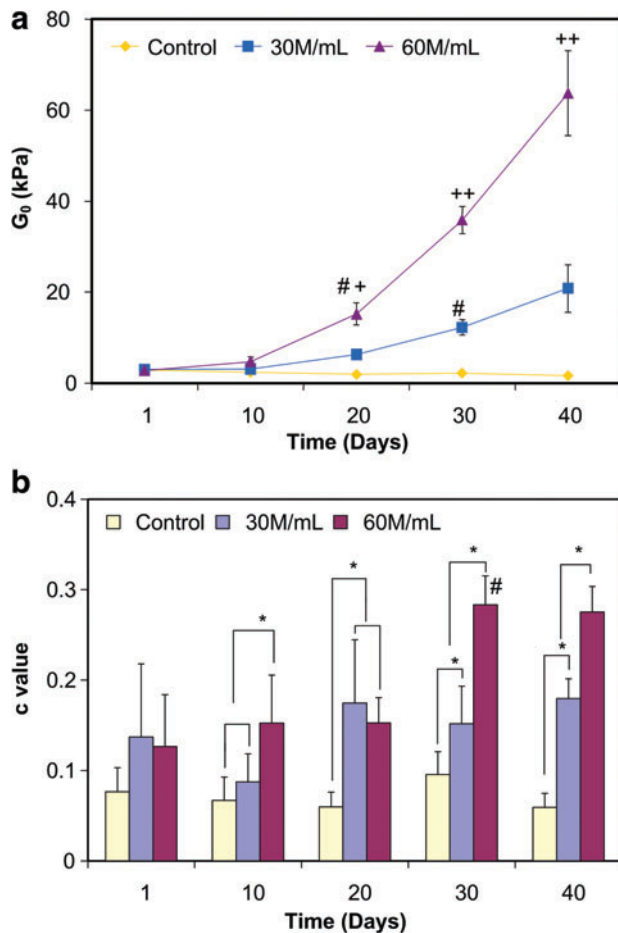 a
80
Control 30M/mL 60M/mL
++
60
G₀ (kPa)
40
++
# +
20
#
0
1 10 20 30 40
Time (Days)
b
0.4
Control 30M/mL 60M/mL
* * * * #
0.3
c value
* *
0.2
0.1
0
1 10 20 30 40
Time (Days)